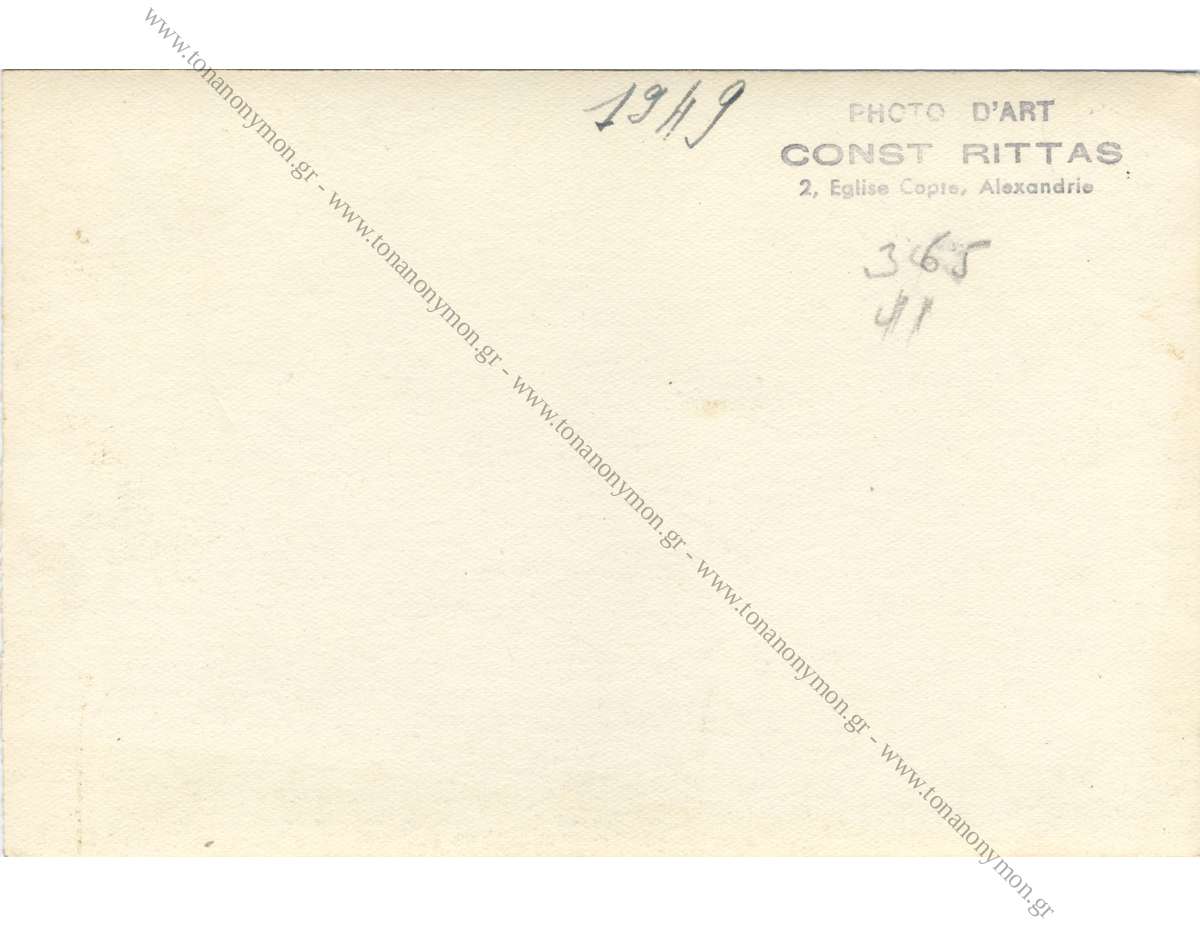 1949
PHOTO D'ART
CONST RITTAS
2, Eglise Copte, Alexandrie
365
41
www.tonanonymon.gr - www.tonanonymon.gr - www.tonanonymon.gr - www.tonanonymon.gr - www.tonanonymon.gr